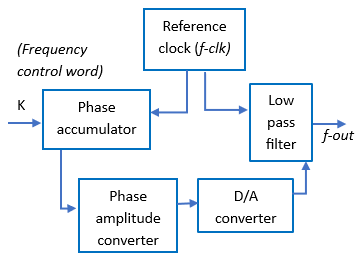 Reference
clock (f-clk)
(Frequency
control word)
K
Phase
accumulator
Low
pass
filter
f-out
Phase
amplitude
converter
D/A
converter